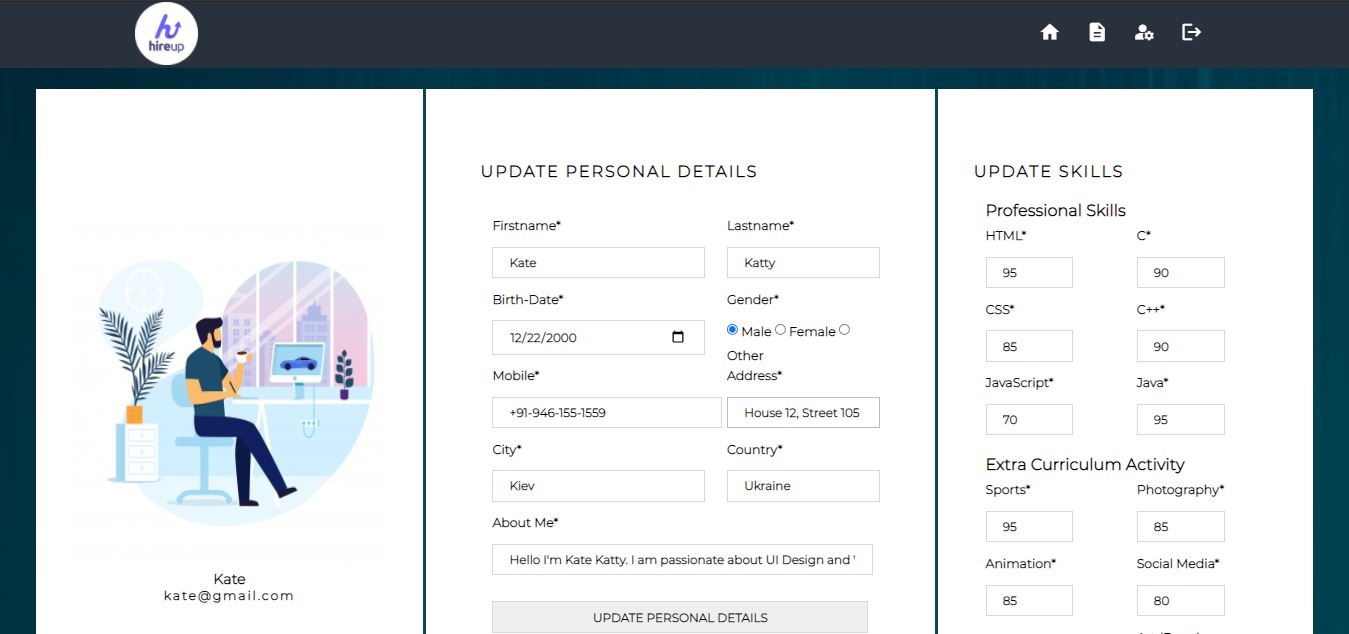 hireup
UPDATE PERSONAL DETAILS
Firstname*
Lastname*
Kate
Katty
Birth-Date*
Gender*
12/22/2000
Male Female
Other
Mobile*
Address*
+91-946-155-1559
House 12, Street 105
City*
Country*
Kiev
Ukraine
About Me*
Hello I'm Kate Katty. I am passionate about UI Design and
UPDATE PERSONAL DETAILS
Kate
kate@gmail.com
UPDATE SKILLS
Professional Skills
HTML*
C*
95
90
CSS*
C++*
85
90
JavaScript*
Java*
70
95
Extra Curriculum Activity
Sports*
Photography*
95
85
Animation*
Social Media*
85
80